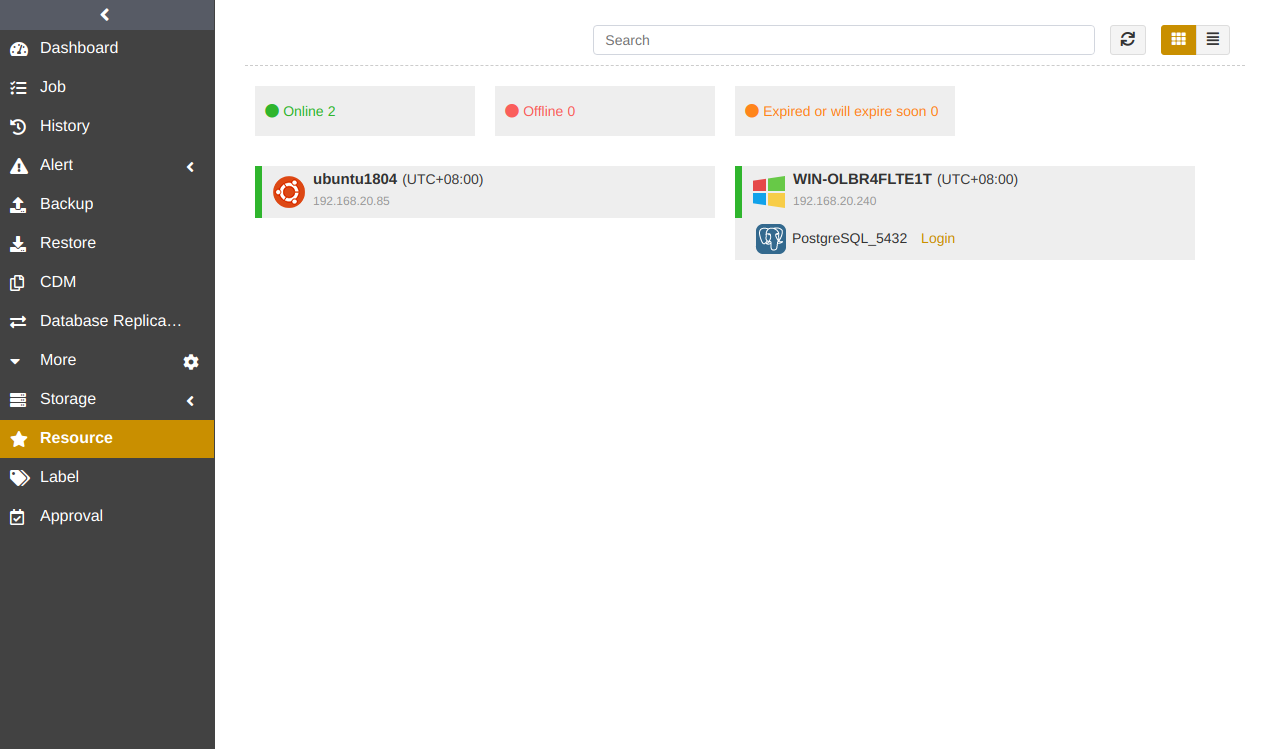 Dashboard
Job
History
Alert
Backup
Restore
CDM
Database Replica…
More
Storage
Resource
Label
Approval
Search
Online 2
Offline 0
Expired or will expire soon 0
ubuntu1804 (UTC+08:00)
192.168.20.85
WIN-OLBR4FLTE1T (UTC+08:00)
192.168.20.240
PostgreSQL_5432 Login